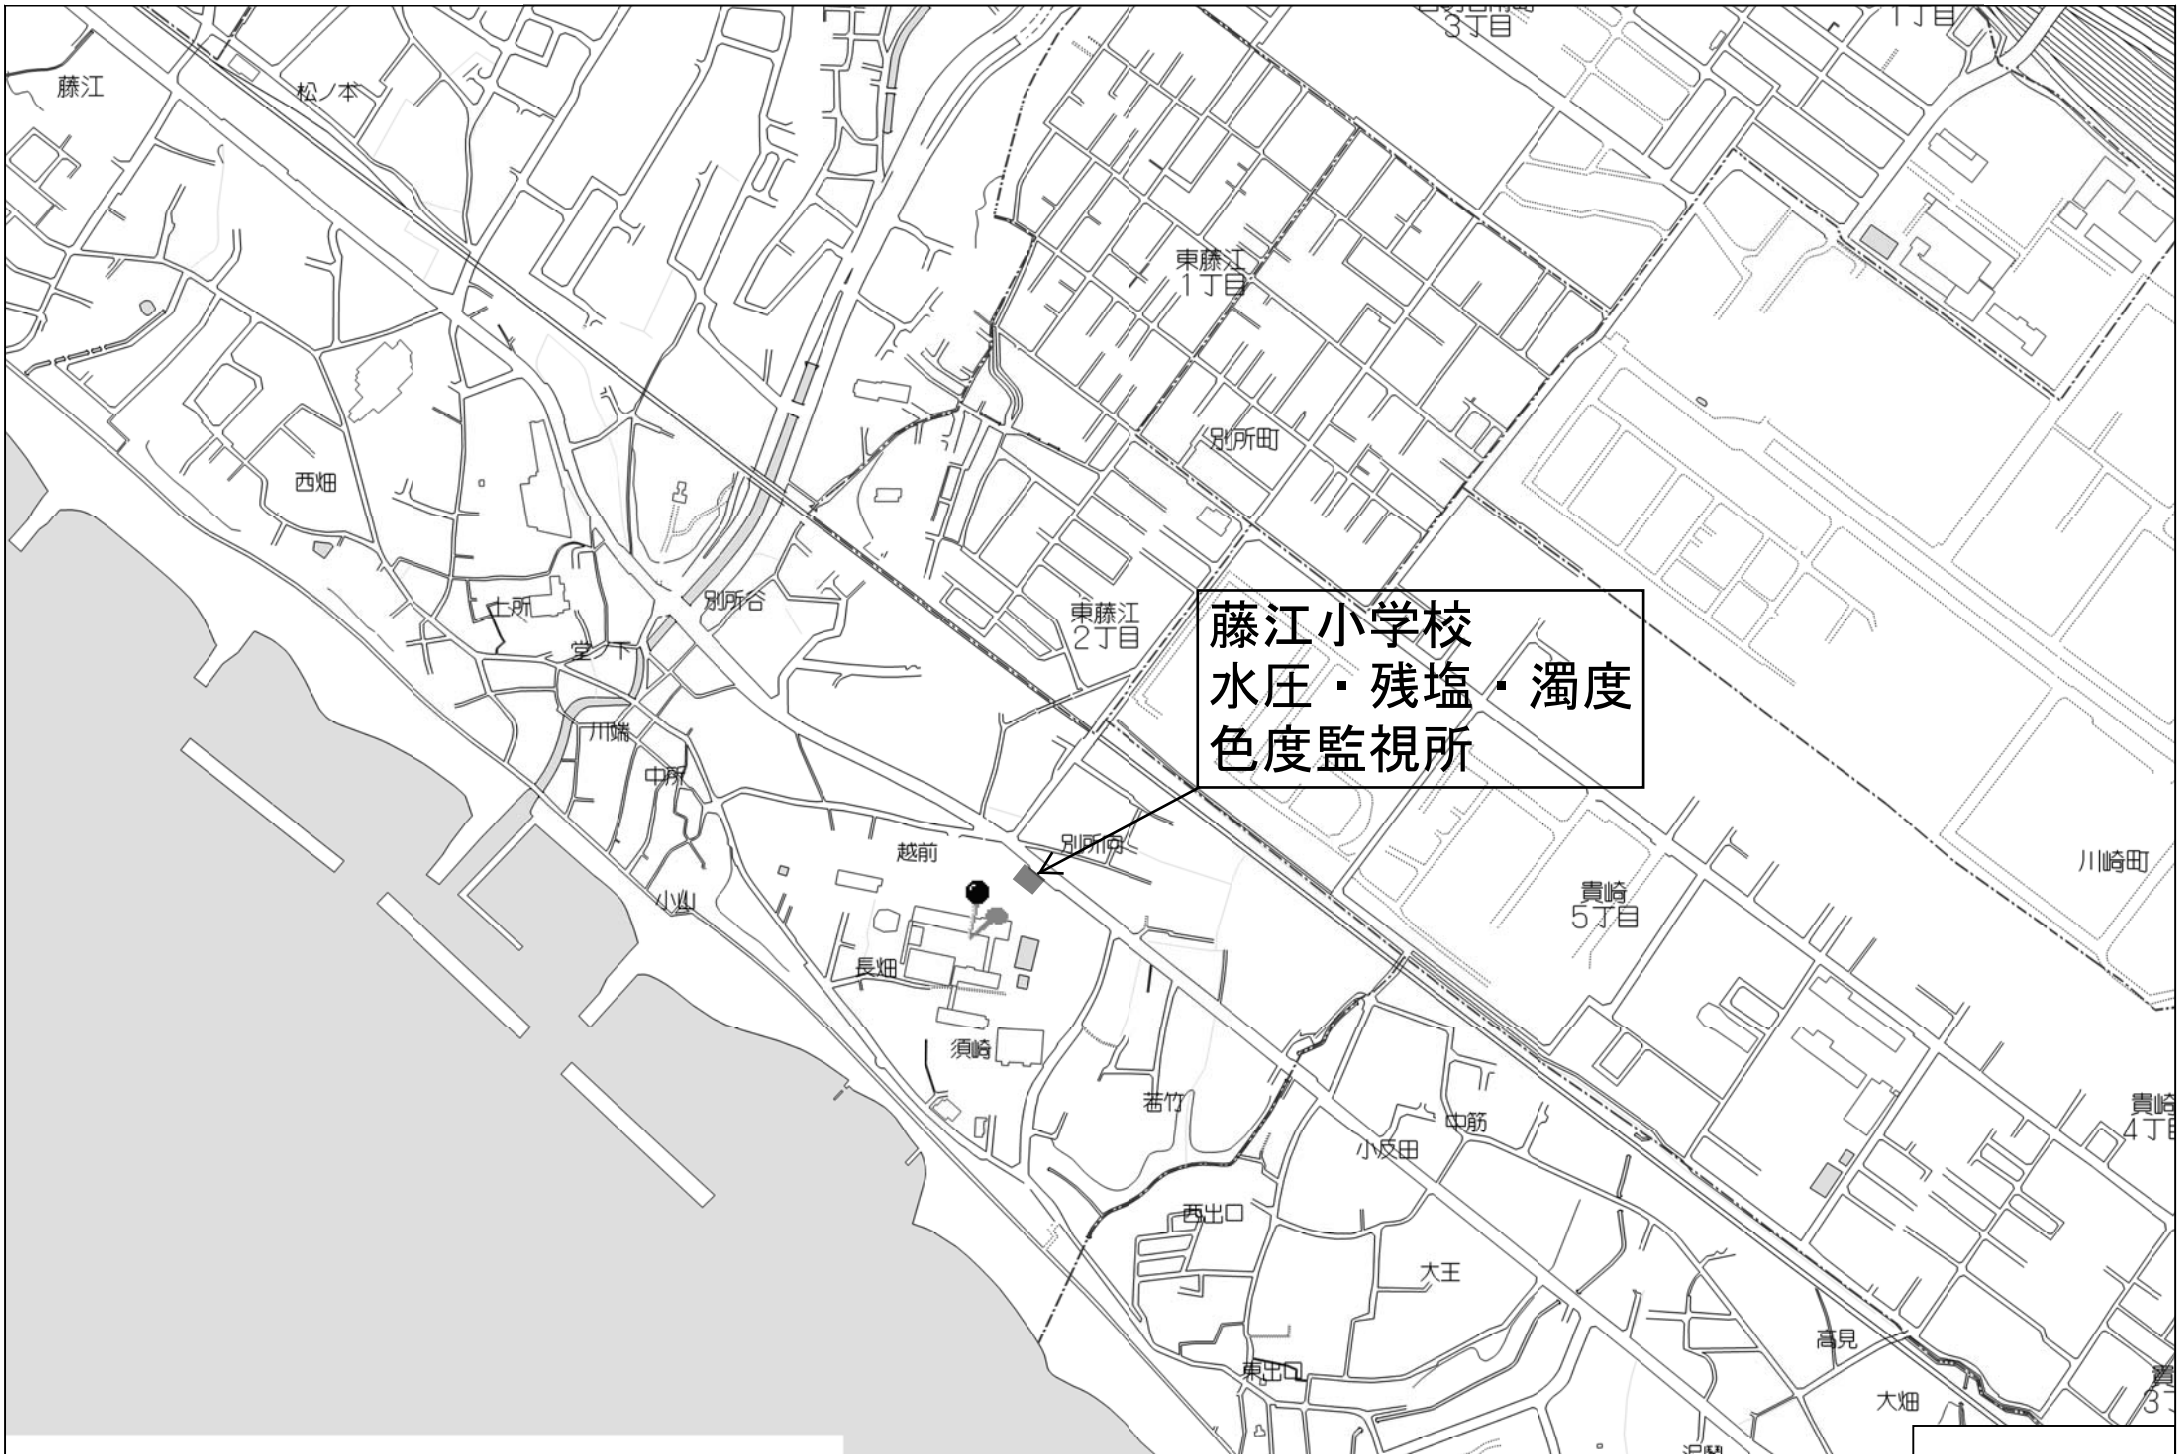 3丁目
1丁目
藤江
松ノ本
東藤江
1丁目
別所町
西畑
上所
別所谷
東藤江
2丁目
堂ノ下
藤江小学校
水圧・残塩・濁度
色度監視所
川端
中所
越前
別所向
川崎町
貴崎
5丁目
小山
長畑
須崎
若竹
貴崎
4丁目
中筋
小反田
西出口
大王
高見
東出口
大畑